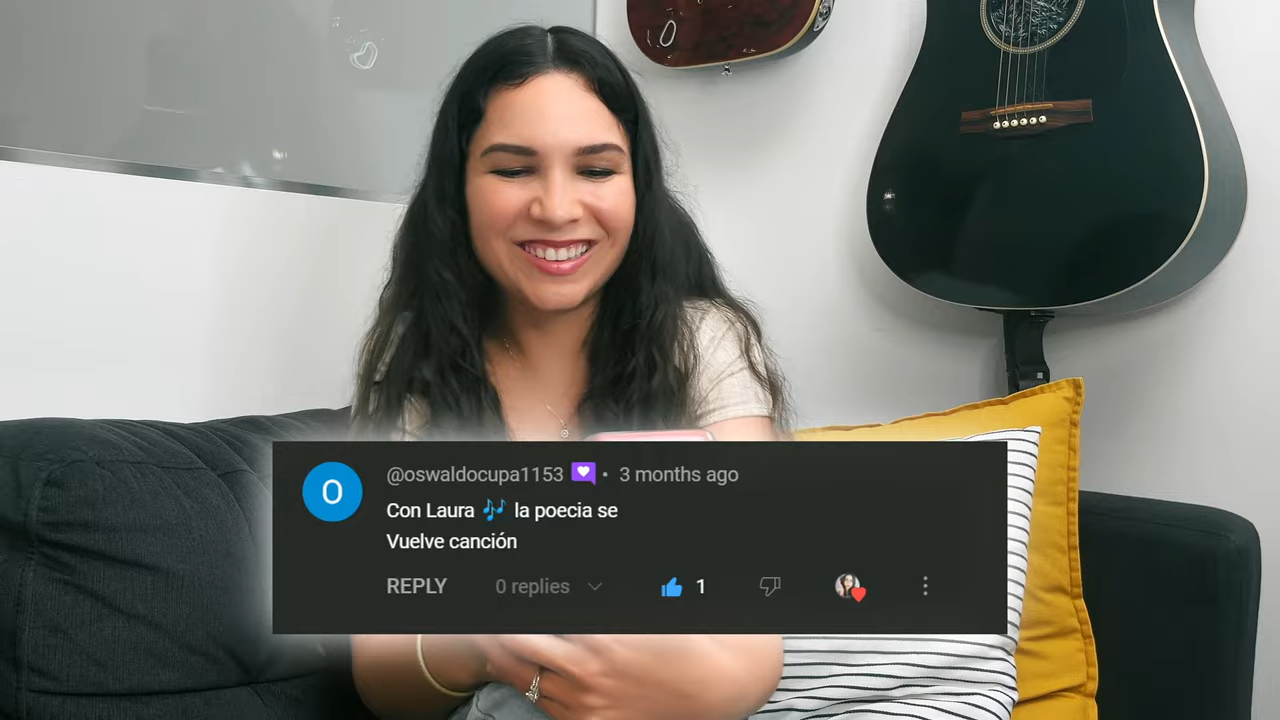 O
@oswaldocupa1153 • 3 months ago
Con Laura 🎶 la poecia se
Vuelve canción
REPLY 0 replies 1